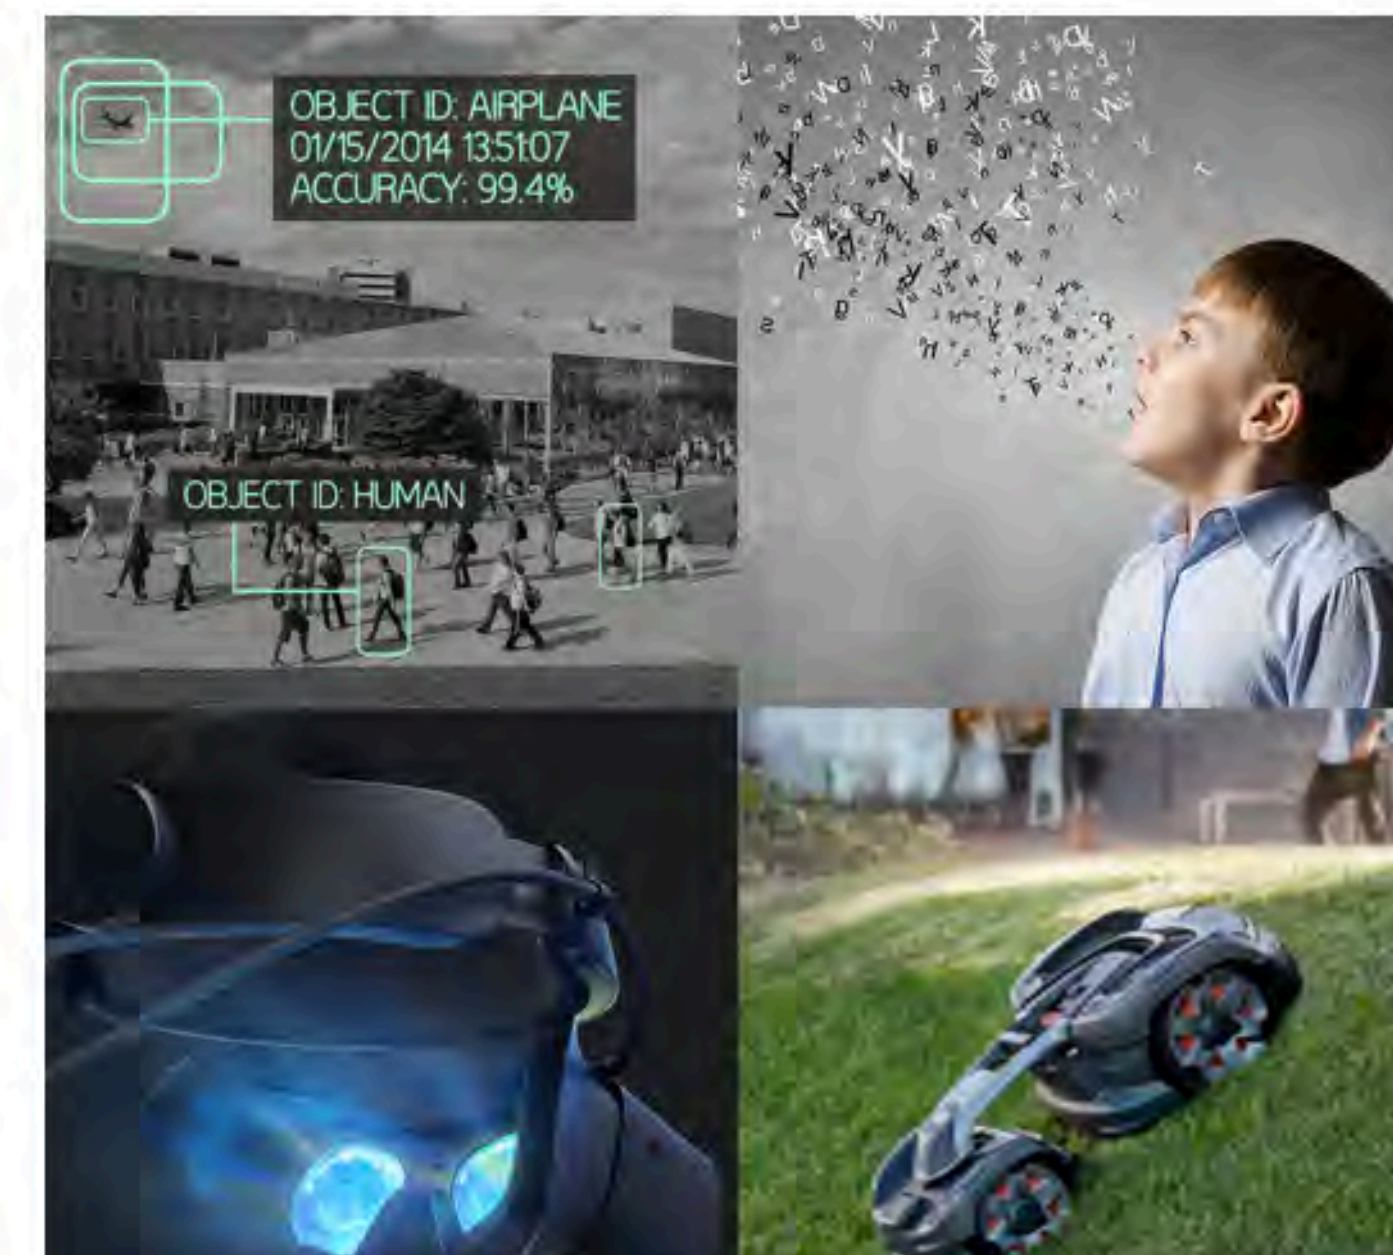 OBJECT ID: AIRPLANE
01/15/2014 13:51:07
ACCURACY: 99.4%
OBJECT ID: HUMAN